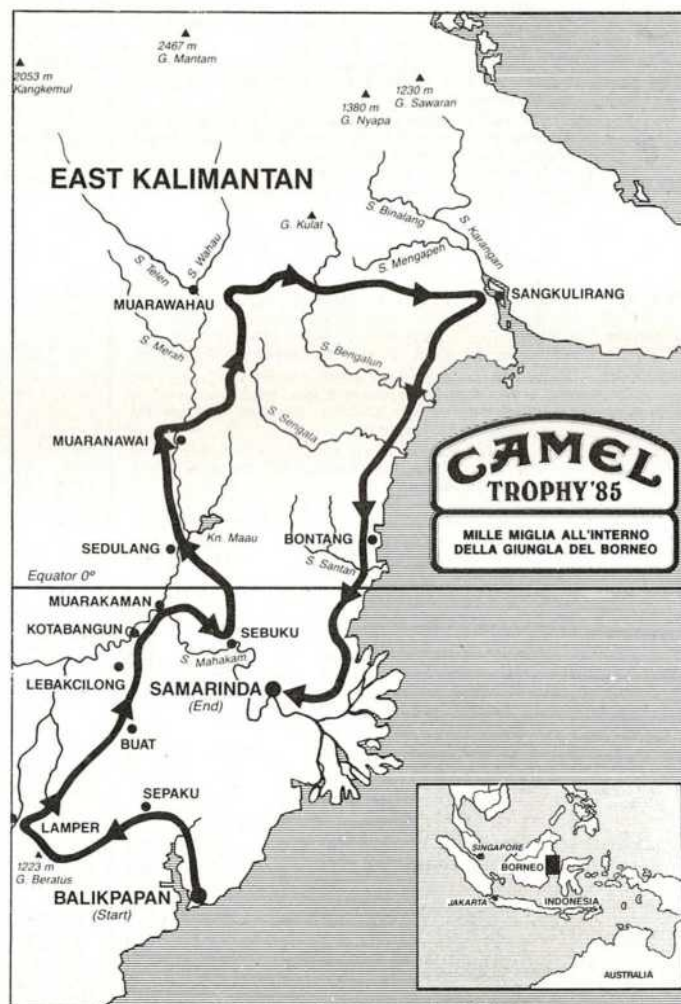 2467 m
G. Mantam
2053 m
Kangkemul
1230 m
G. Sawaran
1380 m
G. Nyapa
EAST KALIMANTAN
S. Binalang
S. Karangan
G. Kulat
S. Wahau
S. Telen
S. Mengapeh
MUARAWAHAU
SANGKULIRANG
S. Merah
S. Bengalun
S. Sengata
MUARANAWAI
CAMEL
TROPHY '85
MILLE MIGLIA ALL'INTERNO
DELLA GIUNGLA DEL BORNEO
Kn. Maau
BONTANG
SEDULANG
S. Santan
Equator 0º
MUARAKAMAN
KOTABANGUN
SEBUKU
S. Mahakam
LEBAKCILONG
SAMARINDA
(End)
BUAT
SEPAKU
LAMPER
1223 m
G. Beratus
BALIKPAPAN
(Start)
SINGAPORE
BORNEO
JAKARTA
INDONESIA
AUSTRALIA